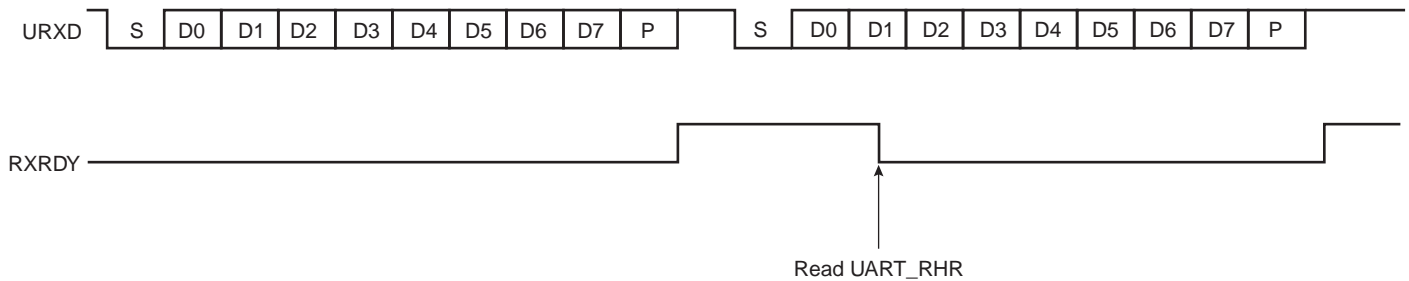 URXD S D0 D1 D2 D3 D4 D5 D6 D7 P S D0 D1 D2 D3 D4 D5 D6 D7 P
RXRDY
Read UART_RHR